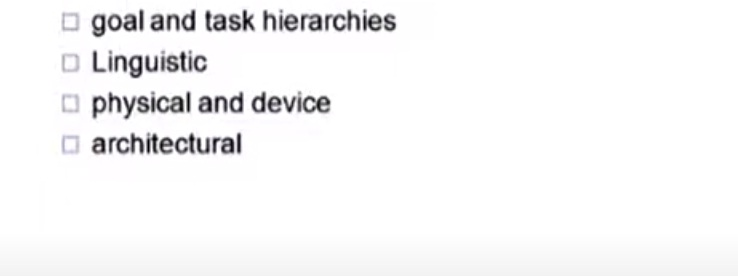 goal and task hierarchies
Linguistic
physical and device
architectural